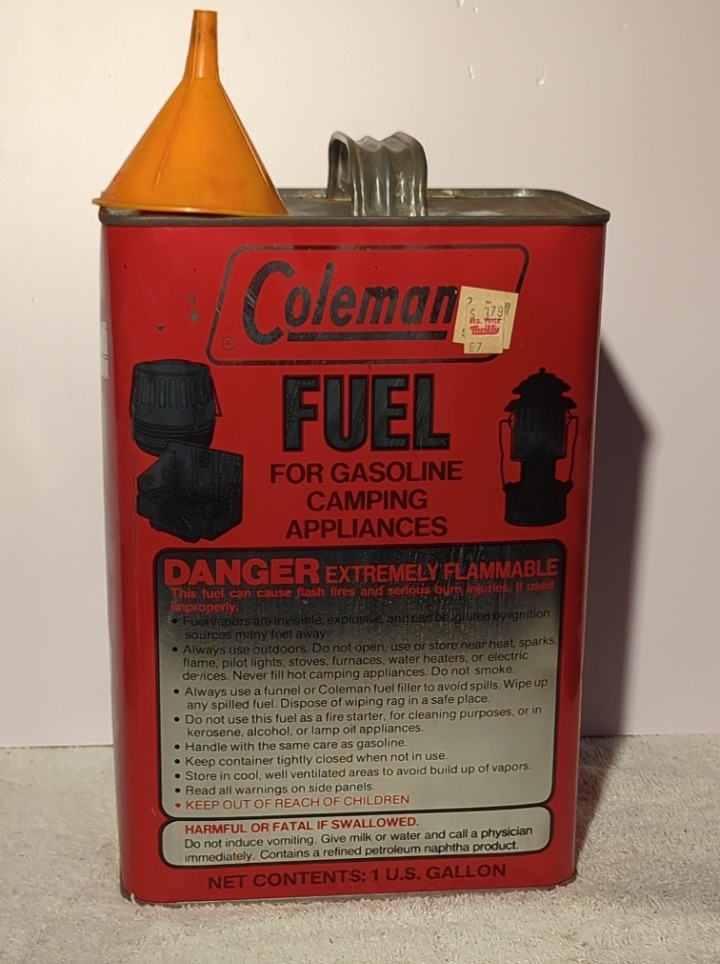 Coleman
®
$ 379
REG. PRICE
Thrifty
E7
FUEL
FOR GASOLINE
CAMPING
APPLIANCES
DANGER EXTREMELY FLAMMABLE
This fuel can cause flash fires and serious burn injuries, if used
improperly.
• Fuel vapors are invisible, explosive and can be ignited by ignition
sources many feet away.
• Always use outdoors. Do not open, use or store near heat, sparks,
flame, pilot lights, stoves, furnaces, water heaters, or electric
devices. Never fill hot camping appliances. Do not smoke.
• Always use a funnel or Coleman fuel filler to avoid spills. Wipe up
any spilled fuel. Dispose of wiping rag in a safe place.
• Do not use this fuel as a fire starter, for cleaning purposes, or in
kerosene, alcohol, or lamp oil appliances.
• Handle with the same care as gasoline.
• Keep container tightly closed when not in use.
• Store in cool, well ventilated areas to avoid build up of vapors.
• Read all warnings on side panels.
• KEEP OUT OF REACH OF CHILDREN
HARMFUL OR FATAL IF SWALLOWED.
Do not induce vomiting. Give milk or water and call a physician
immediately. Contains a refined petroleum naphtha product.
NET CONTENTS: 1 U.S. GALLON